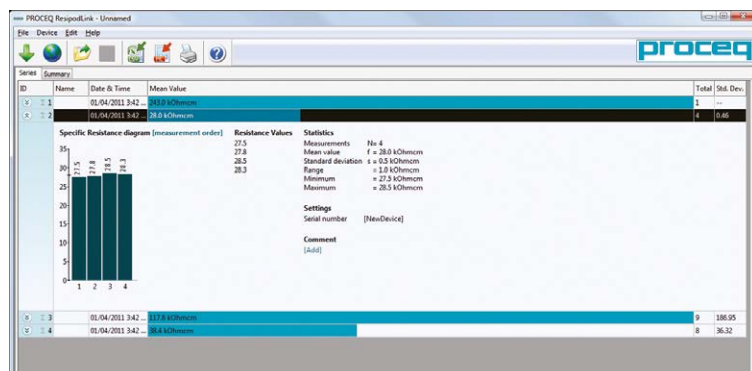 PROCEQ ResipodLink - Unnamed
File Device Edit Help
proceq
Series Summary
ID Name Date & Time Mean Value Total Std. Dev.
1 01/04/2011 3:42 ... 243.0 kOhmcm 1 --
2 01/04/2011 3:42 ... 28.0 kOhmcm 4 0.46
Specific Resistance diagram [measurement order]
35
30
25
20
15
10
5
0
27.5 27.8 28.5 28.3
1 2 3 4
Resistance Values
27.5
27.8
28.5
28.3
Statistics
Measurements N= 4
Mean value f = 28.0 kOhmcm
Standard deviation s = 0.5 kOhmcm
Range = 1.0 kOhmcm
Minimum = 27.5 kOhmcm
Maximum = 28.5 kOhmcm
Settings
Serial number [NewDevice]
Comment
[Add]
3 01/04/2011 3:42 ... 117.8 kOhmcm 9 186.95
4 01/04/2011 3:42 ... 38.4 kOhmcm 8 36.32